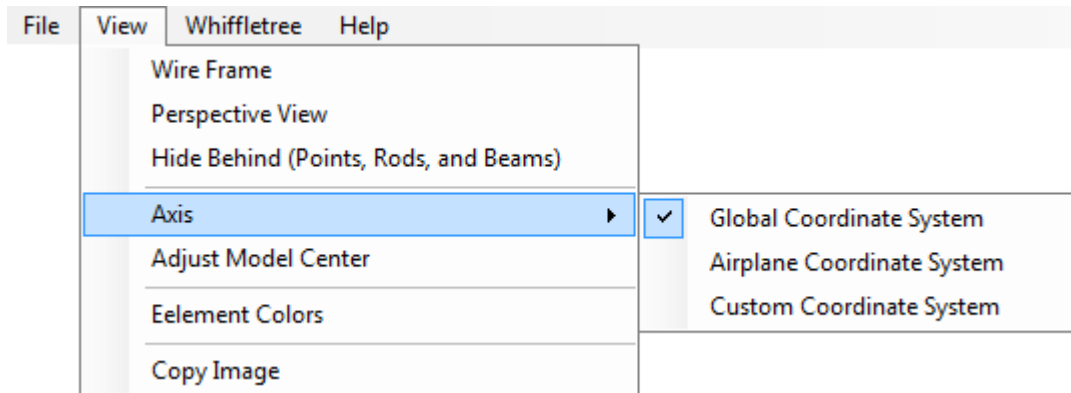 File View Whiffletree Help
Wire Frame
Perspective View
Hide Behind (Points, Rods, and Beams)
Axis
Adjust Model Center
Eelement Colors
Copy Image
Global Coordinate System
Airplane Coordinate System
Custom Coordinate System